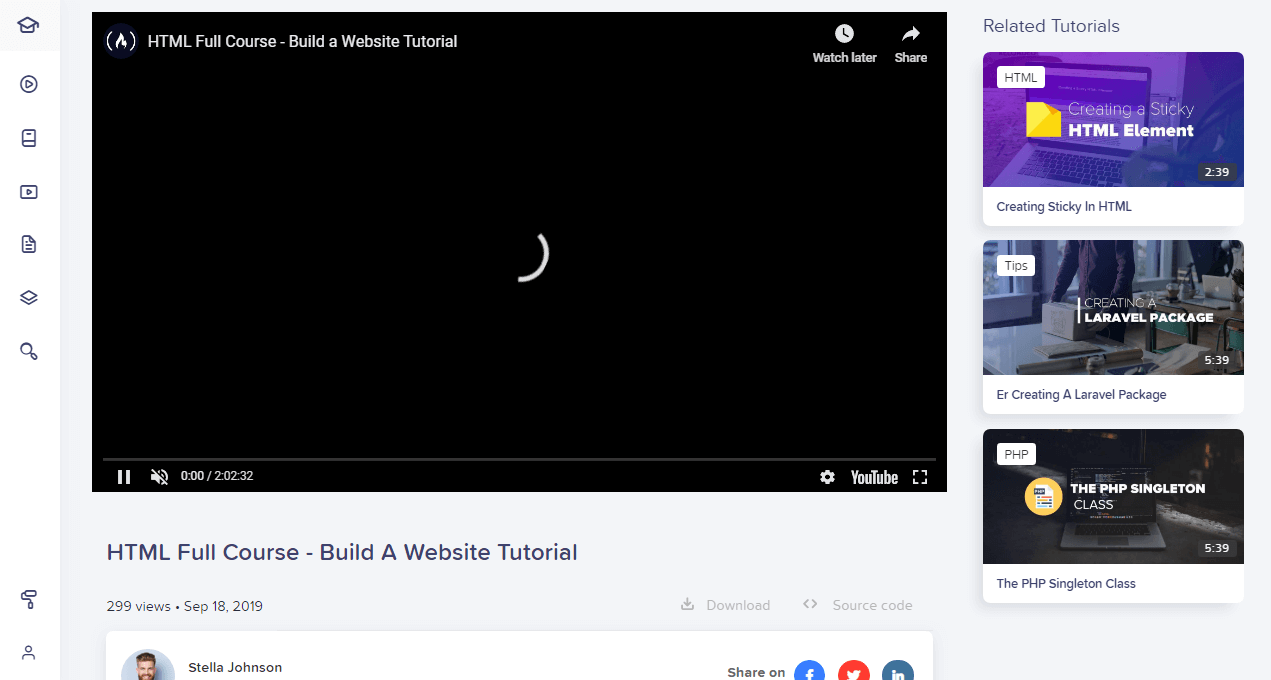 HTML Full Course - Build a Website Tutorial
Watch later
Share
0:00 / 2:02:32
YouTube
HTML Full Course - Build A Website Tutorial
299 views • Sep 18, 2019
Download
Source code
Stella Johnson
Share on
Related Tutorials
HTML
Creating a Sticky
HTML Element
2:39
Creating Sticky In HTML
Tips
CREATING A
LARAVEL PACKAGE
5:39
Er Creating A Laravel Package
PHP
THE PHP SINGLETON
CLASS
5:39
The PHP Singleton Class